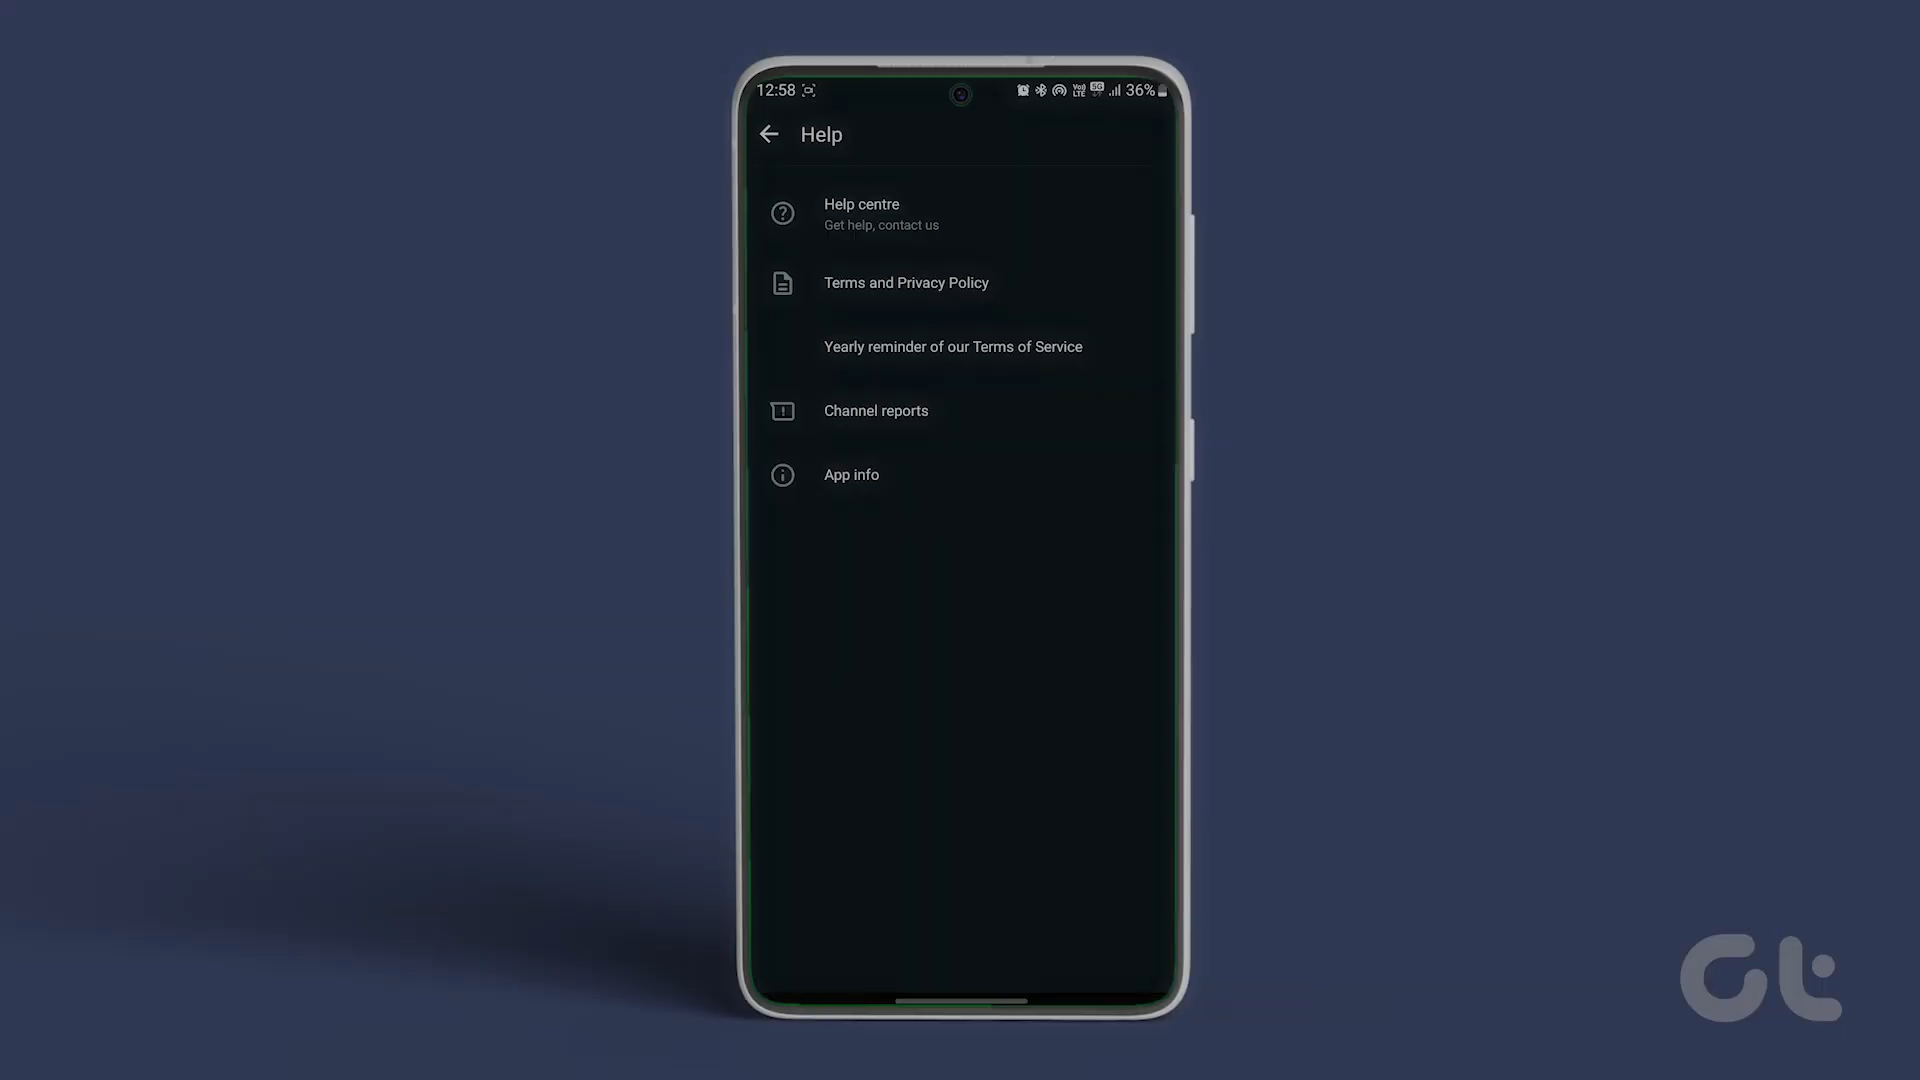 12:58 36%
Help
Help centre
Get help, contact us
Terms and Privacy Policy
Yearly reminder of our Terms of Service
Channel reports
App info
Gt